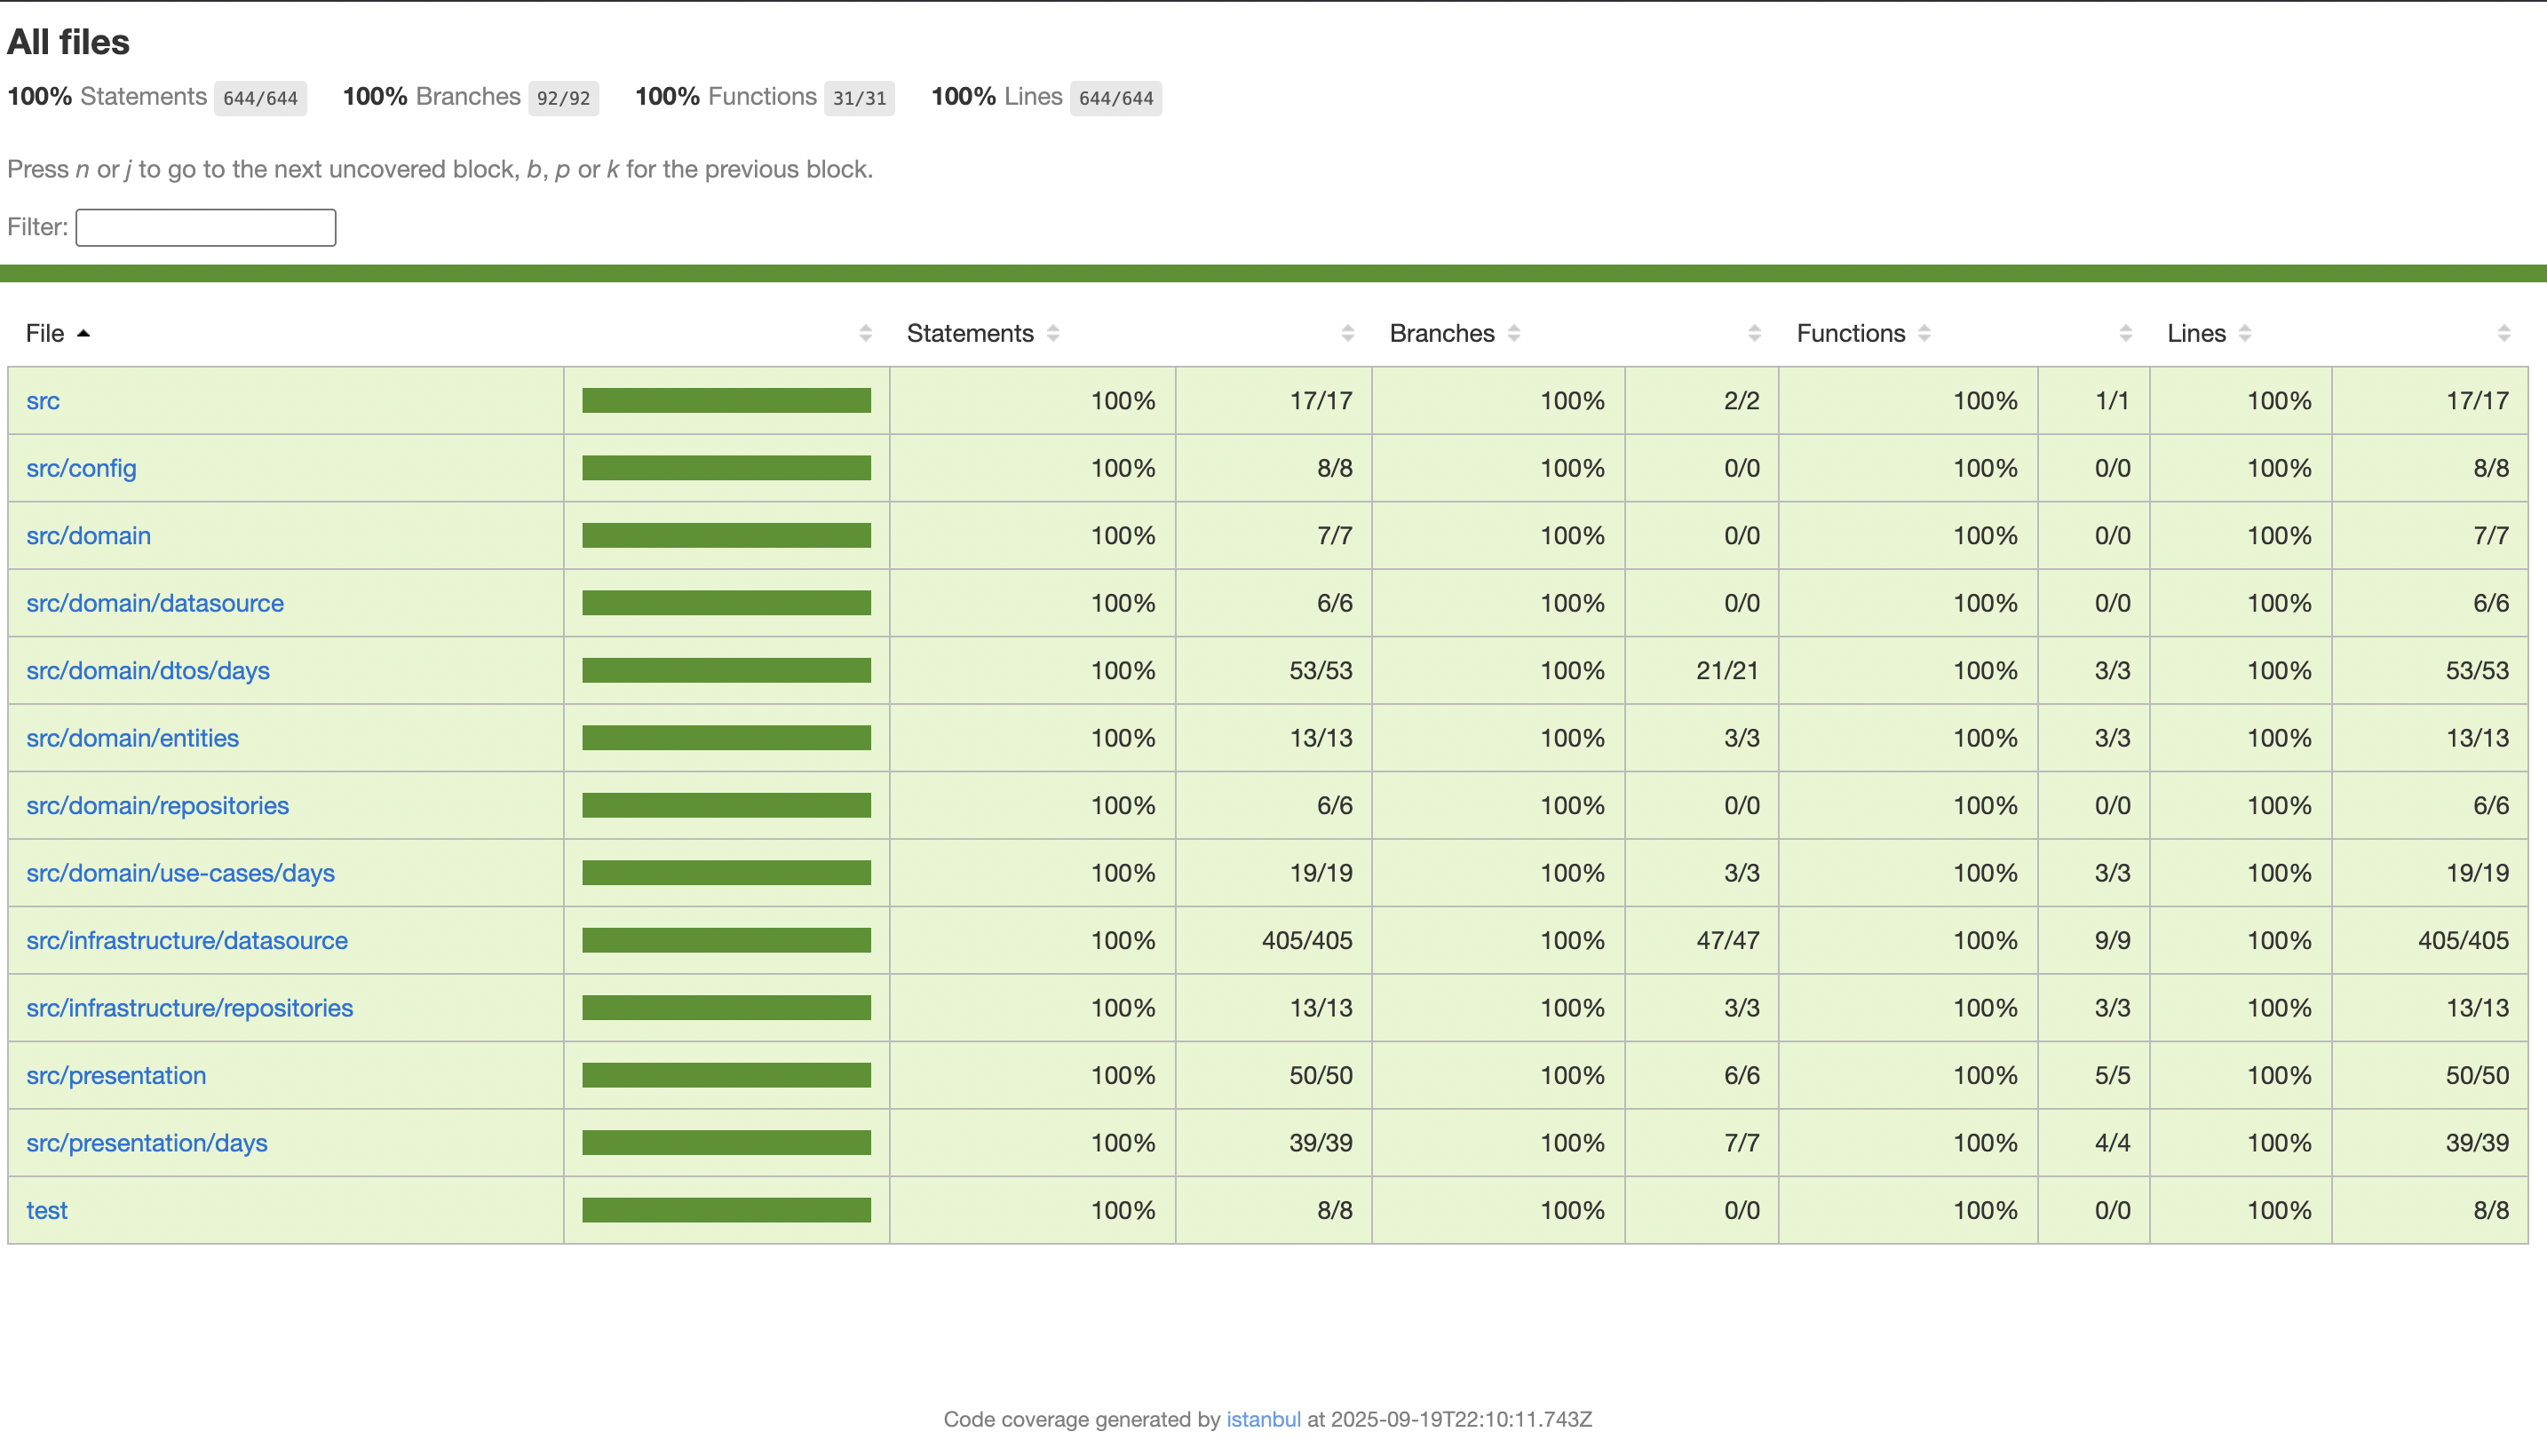 All files
100% Statements 644/644 100% Branches 92/92 100% Functions 31/31 100% Lines 644/644
Press n or j to go to the next uncovered block, b, p or k for the previous block.
Filter:
File Statements Branches Functions Lines
src 100% 17/17 100% 2/2 100% 1/1 100% 17/17
src/config 100% 8/8 100% 0/0 100% 0/0 100% 8/8
src/domain 100% 7/7 100% 0/0 100% 0/0 100% 7/7
src/domain/datasource 100% 6/6 100% 0/0 100% 0/0 100% 6/6
src/domain/dtos/days 100% 53/53 100% 21/21 100% 3/3 100% 53/53
src/domain/entities 100% 13/13 100% 3/3 100% 3/3 100% 13/13
src/domain/repositories 100% 6/6 100% 0/0 100% 0/0 100% 6/6
src/domain/use-cases/days 100% 19/19 100% 3/3 100% 3/3 100% 19/19
src/infrastructure/datasource 100% 405/405 100% 47/47 100% 9/9 100% 405/405
src/infrastructure/repositories 100% 13/13 100% 3/3 100% 3/3 100% 13/13
src/presentation 100% 50/50 100% 6/6 100% 5/5 100% 50/50
src/presentation/days 100% 39/39 100% 7/7 100% 4/4 100% 39/39
test 100% 8/8 100% 0/0 100% 0/0 100% 8/8
Code coverage generated by istanbul at 2025-09-19T22:10:11.743Z